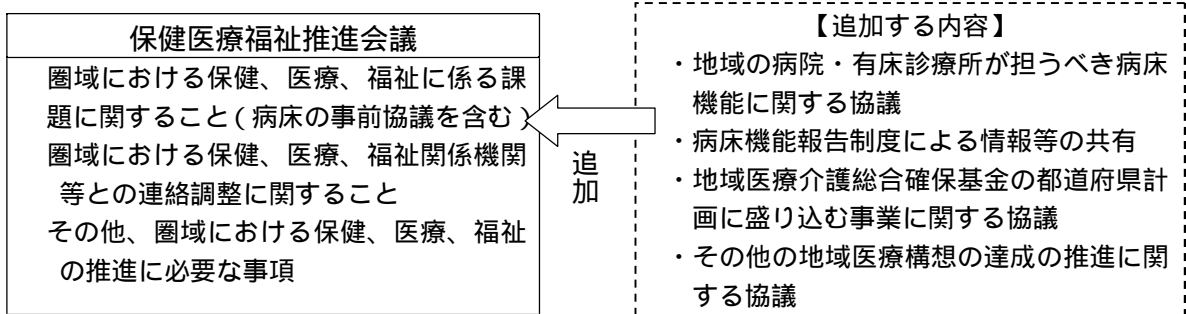 保健医療福祉推進会議
圏域における保健、医療、福祉に係る課
題に関すること(病床の事前協議を含む)
圏域における保健、医療、福祉関係機関
等との連絡調整に関すること
その他、圏域における保健、医療、福祉
の推進に必要な事項
追
加
【追加する内容】
・地域の病院・有床診療所が担うべき病床
機能に関する協議
・病床機能報告制度による情報等の共有
・地域医療介護総合確保基金の都道府県計
画に盛り込む事業に関する協議
・その他の地域医療構想の達成の推進に関
する協議